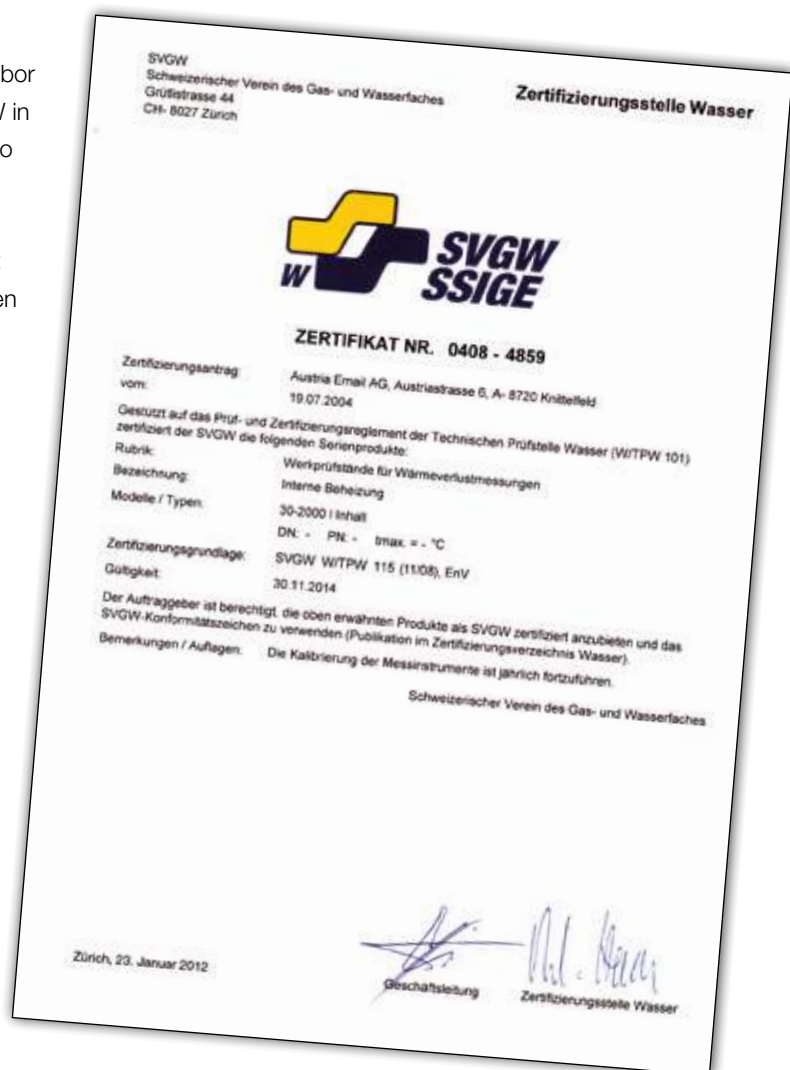 bor
in
o
en
SVGW
Schweizerischer Verein des Gas- und Wasserfaches
Grütlistrasse 44
CH- 8027 Zürich
Zertifizierungsstelle Wasser
W
SVGW
SSIGE
ZERTIFIKAT NR. 0408 - 4859
Zertifizierungsantrag: Austria Email AG, Austriastrasse 6, A- 8720 Knittelfeld
vom: 19.07.2004
Gestützt auf das Prüf- und Zertifizierungsreglement der Technischen Prüfstelle Wasser (W/TPW 101)
zertifiziert der SVGW die folgenden Serienprodukte:
Rubrik: Werkprüfstände für Wärmeverlustmessungen
Bezeichnung: Interne Beheizung
Modelle / Typen: 30-2000 l Inhalt
DN: - PN: - tmax. = - °C
Zertifizierungsgrundlage: SVGW W/TPW 115 (11/08), EnV
Gültigkeit: 30.11.2014
Der Auftraggeber ist berechtigt, die oben erwähnten Produkte als SVGW zertifiziert anzubieten und das
SVGW-Konformitätszeichen zu verwenden (Publikation im Zertifizierungsverzeichnis Wasser).
Bemerkungen / Auflagen: Die Kalibrierung der Messinstrumente ist jährlich fortzuführen.
Schweizerischer Verein des Gas- und Wasserfaches
Zürich, 23. Januar 2012
Geschäftsleitung
Zertifizierungsstelle Wasser